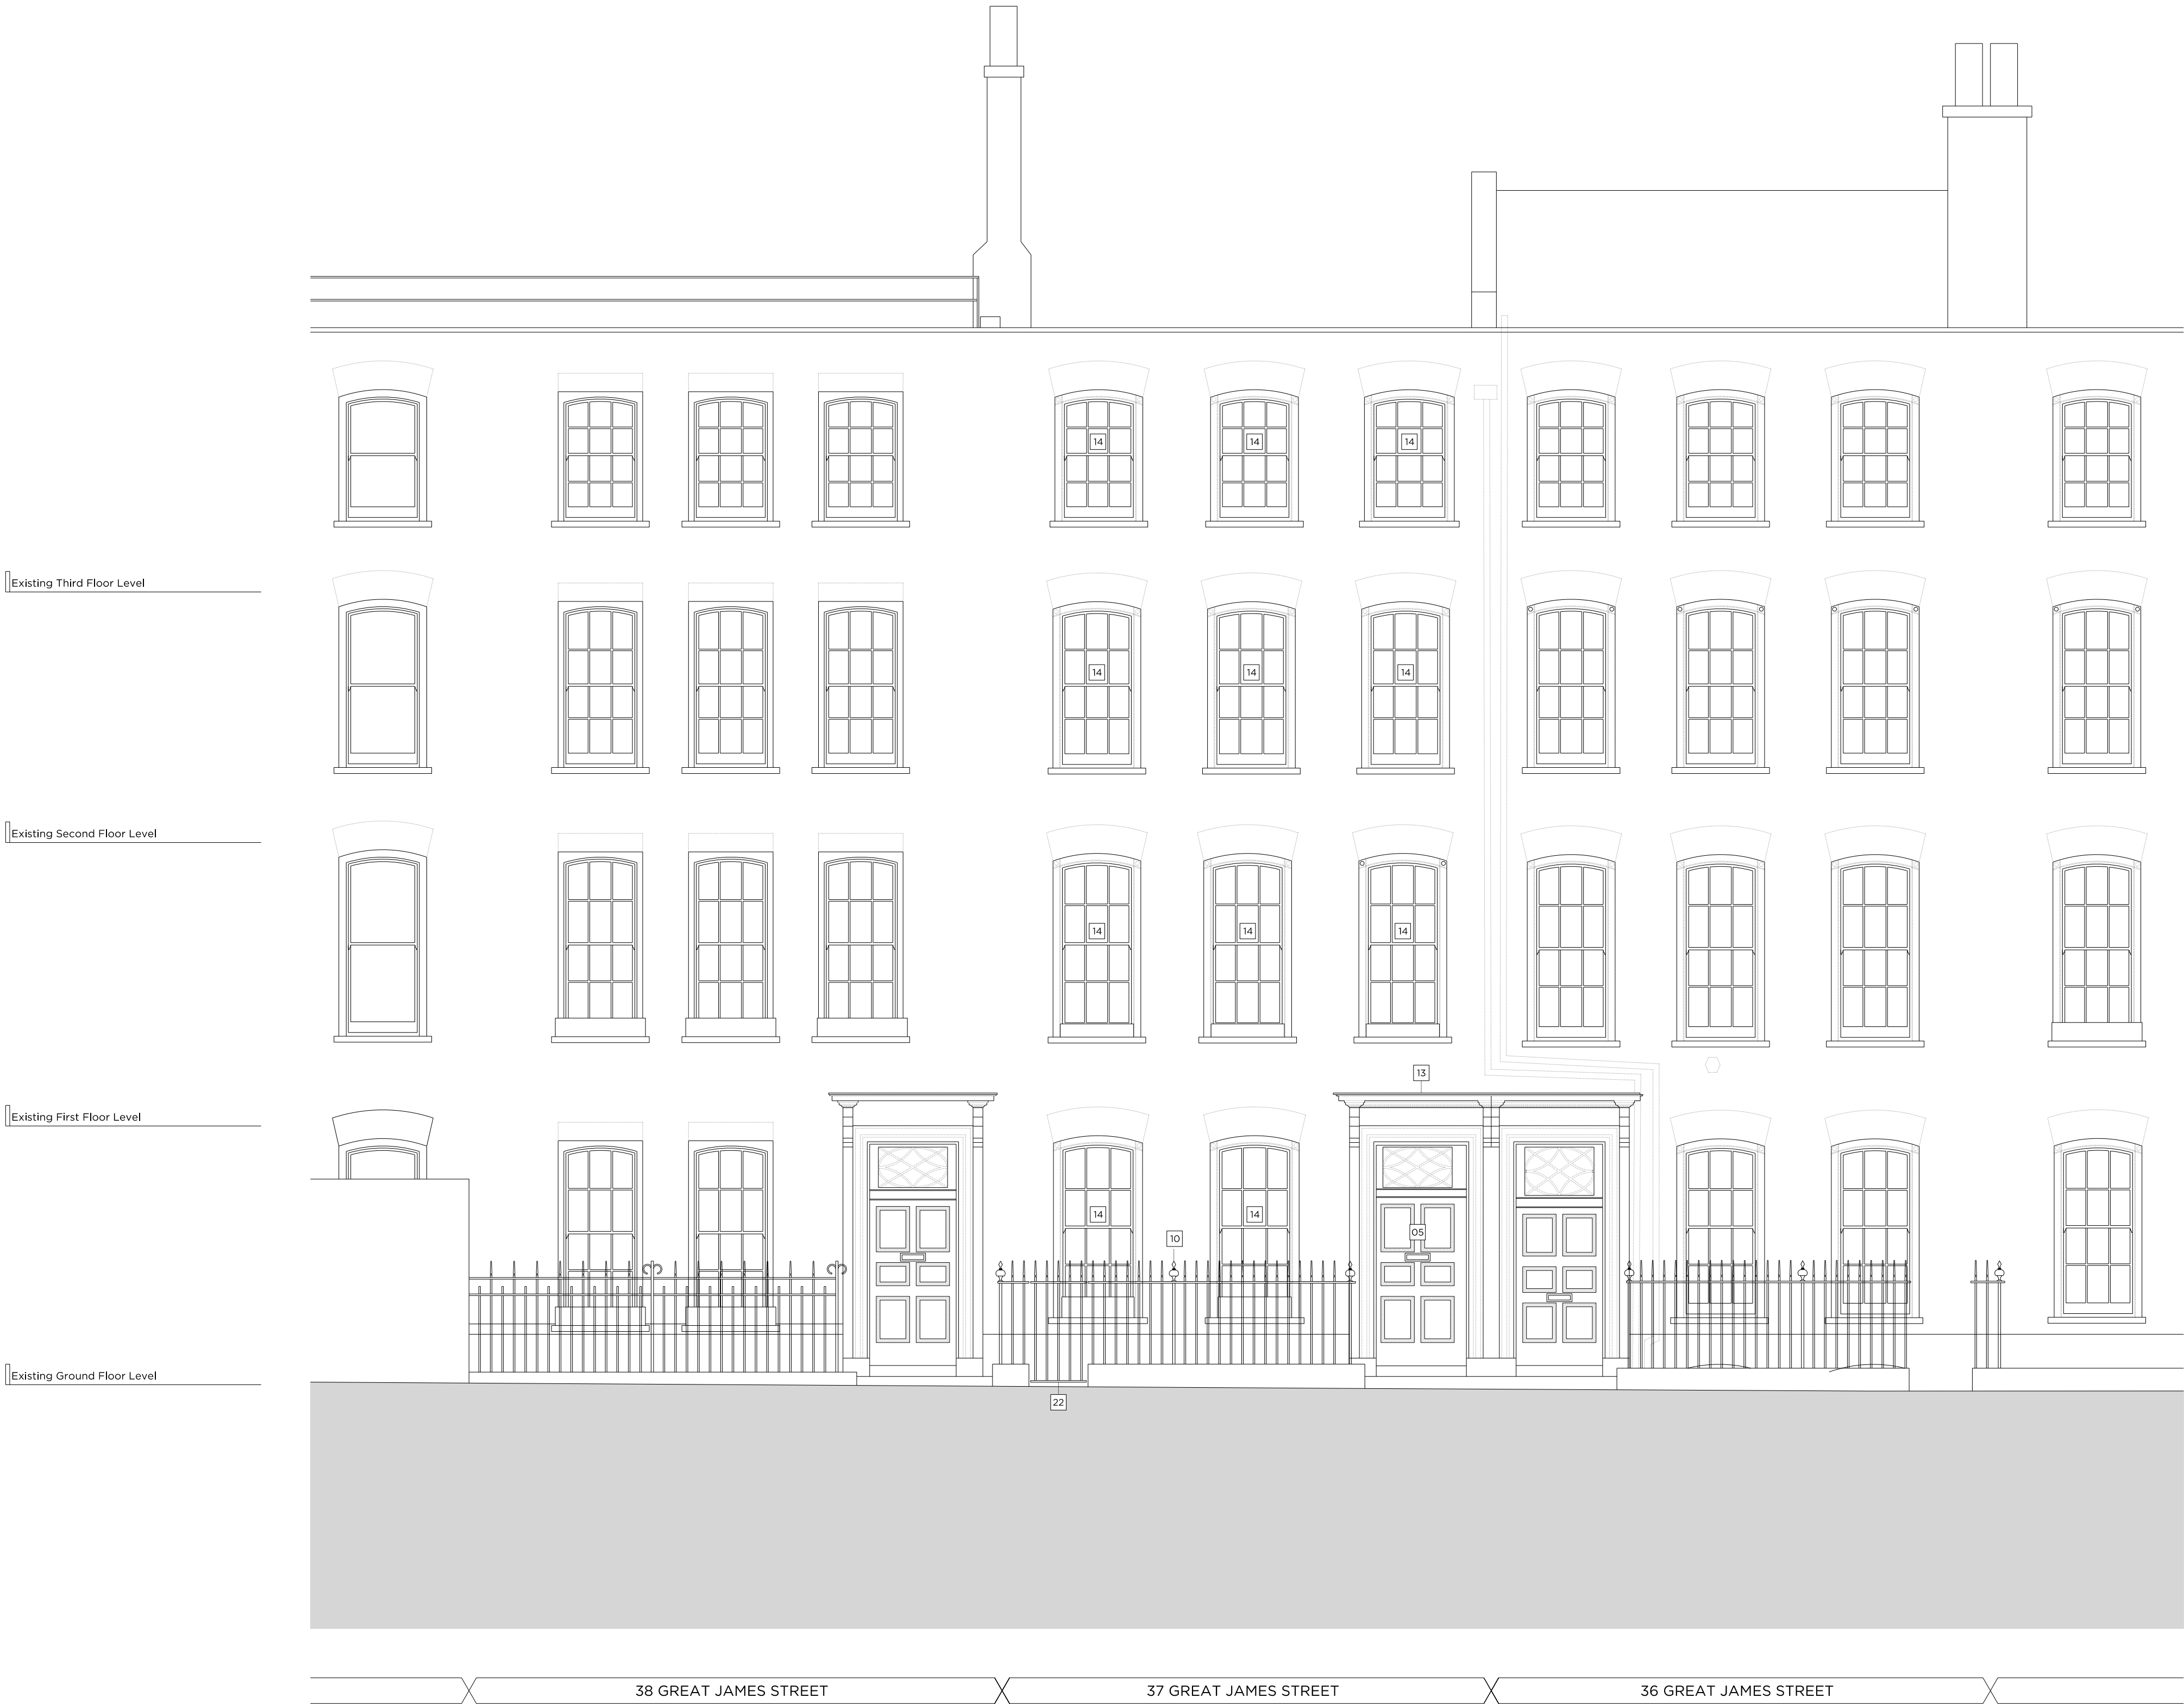 14 14 14
Existing Third Floor Level
14 14 14
Existing Second Floor Level
14 14 14
13
Existing First Floor Level
14 14
05
10
Existing Ground Floor Level
22
38 GREAT JAMES STREET
37 GREAT JAMES STREET
36 GREAT JAMES STREET